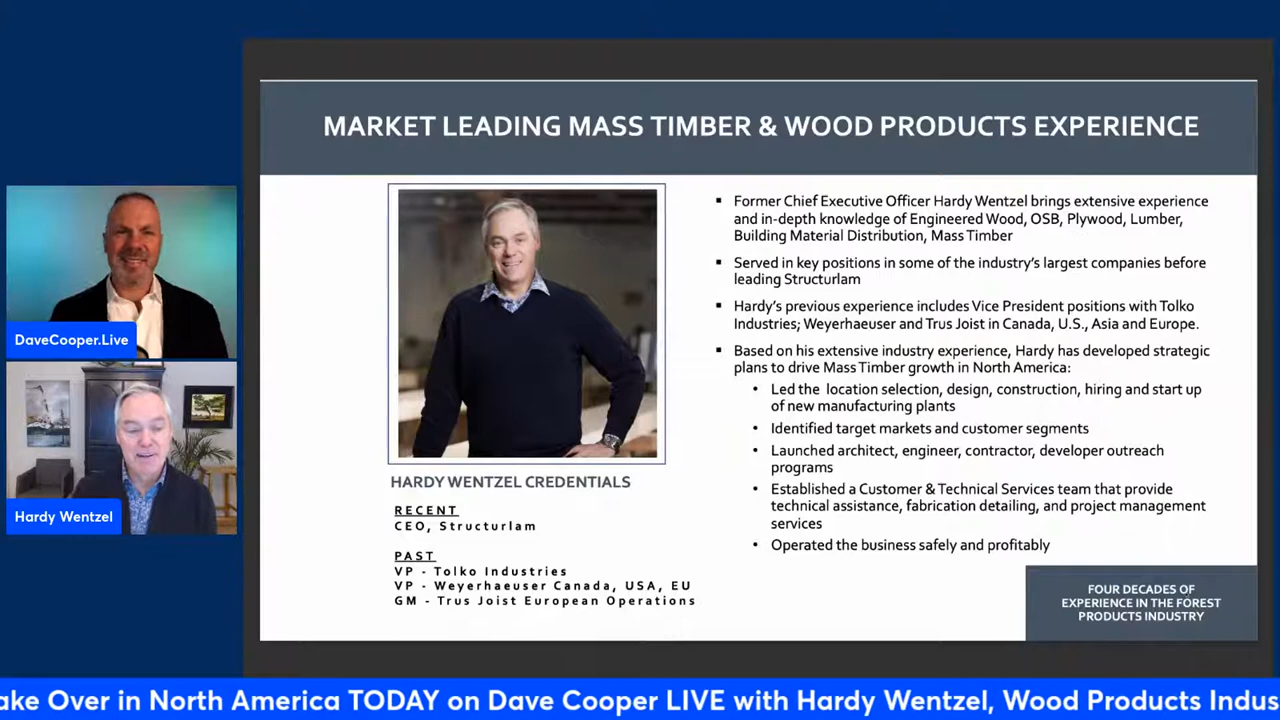 MARKET LEADING MASS TIMBER & WOOD PRODUCTS EXPERIENCE
DaveCooper.Live
Hardy Wentzel
HARDY WENTZEL CREDENTIALS
RECENT
CEO, Structurlam
PAST
VP - Tolko Industries
VP - Weyerhaeuser Canada, USA, EU
GM - Trus Joist European Operations
▪ Former Chief Executive Officer Hardy Wentzel brings extensive experience
and in-depth knowledge of Engineered Wood, OSB, Plywood, Lumber,
Building Material Distribution, Mass Timber
▪ Served in key positions in some of the industry's largest companies before
leading Structurlam
▪ Hardy's previous experience includes Vice President positions with Tolko
Industries; Weyerhaeuser and Trus Joist in Canada, U.S., Asia and Europe.
▪ Based on his extensive industry experience, Hardy has developed strategic
plans to drive Mass Timber growth in North America:
• Led the location selection, design, construction, hiring and start up
of new manufacturing plants
• Identified target markets and customer segments
• Launched architect, engineer, contractor, developer outreach
programs
• Established a Customer & Technical Services team that provide
technical assistance, fabrication detailing, and project management
services
• Operated the business safely and profitably
FOUR DECADES OF
EXPERIENCE IN THE FOREST
PRODUCTS INDUSTRY
ake Over in North America TODAY on Dave Cooper LIVE with Hardy Wentzel, Wood Products Indus